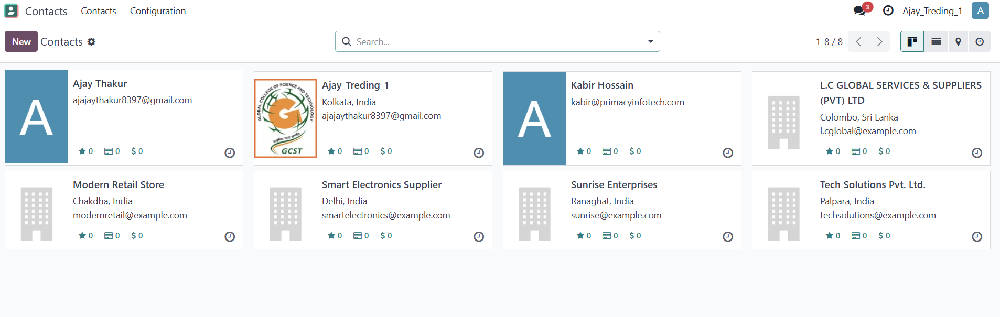 Contacts Contacts Configuration 3 Ajay_Treding_1 A
New Contacts Search... 1-8 / 8
A
Ajay Thakur
ajajaythakur8397@gmail.com
0 0 $ 0
GLOBAL COLLEGE OF SCIENCE AND TECHNOLOGY
G
GCST
Ajay_Treding_1
Kolkata, India
ajajaythakur8397@gmail.com
0 0 $ 0
A
Kabir Hossain
kabir@primacyinfotech.com
0 0 $ 0
L.C GLOBAL SERVICES & SUPPLIERS
(PVT) LTD
Colombo, Sri Lanka
l.cglobal@example.com
0 0 $ 0
Modern Retail Store
Chakdha, India
modernretail@example.com
0 0 $ 0
Smart Electronics Supplier
Delhi, India
smartelectronics@example.com
0 0 $ 0
Sunrise Enterprises
Ranaghat, India
sunrise@example.com
0 0 $ 0
Tech Solutions Pvt. Ltd.
Palpara, India
techsolutions@example.com
0 0 $ 0